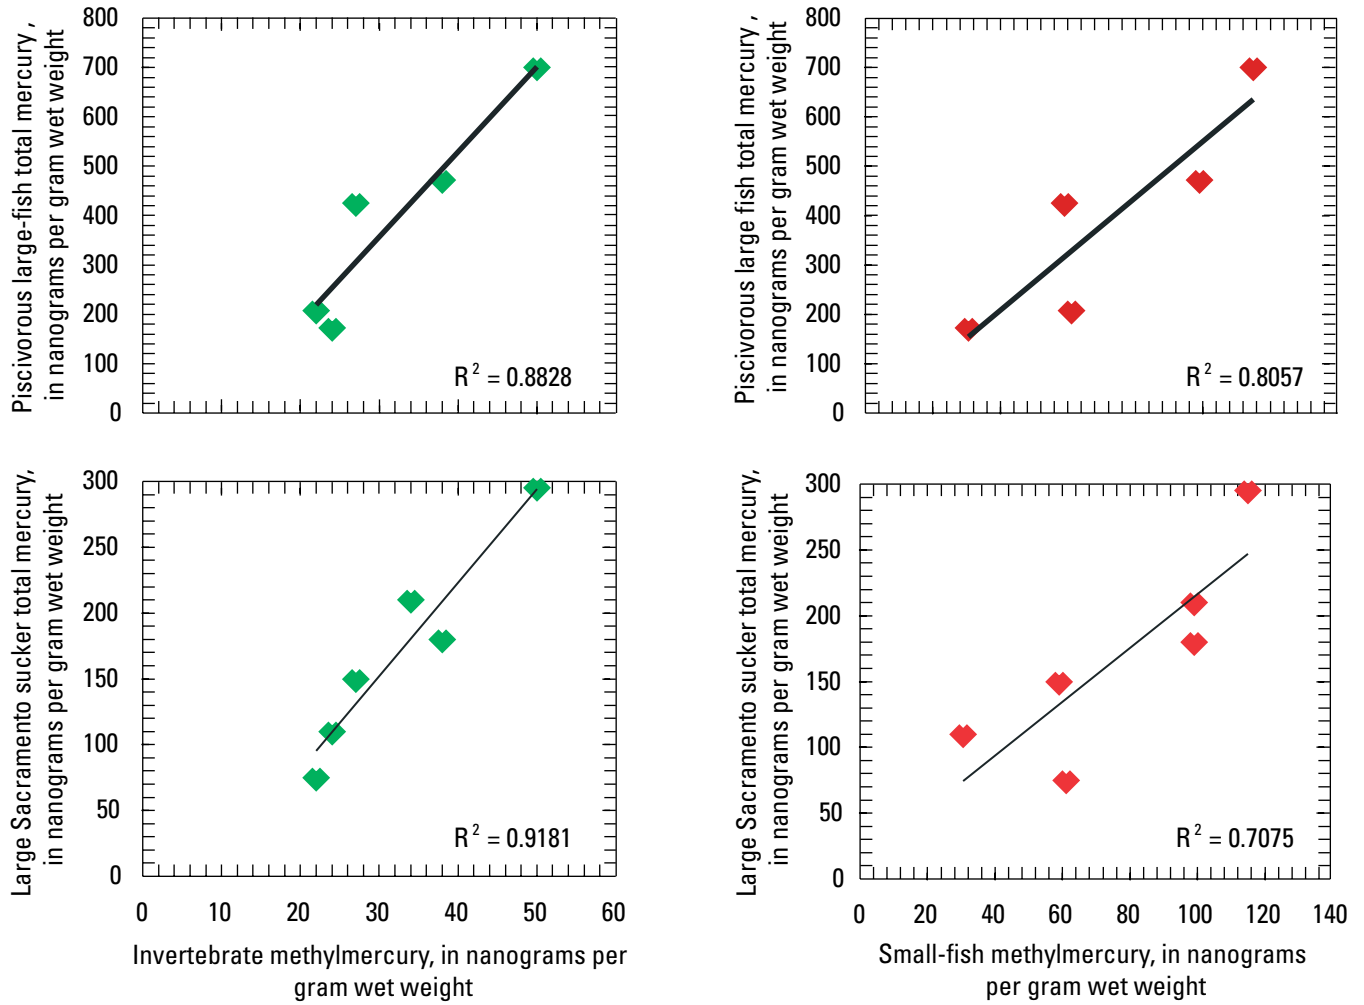 Piscivorous large-fish total mercury ,
in nanograms per gram wet weight
800
700
600
500
400
300
200
100
0
R 2 = 0.8828
Piscivorous large fish total mercury,
in nanograms per gram wet weight
800
700
600
500
400
300
200
100
0
R 2 = 0.8057
Large Sacramento sucker total mercury,
in nanograms per gram wet weight
300
250
200
150
100
50
0
R 2 = 0.9181
0 10 20 30 40 50 60
Invertebrate methylmercury, in nanograms per
gram wet weight
Large Sacramento sucker total mercury,
in nanograms per gram wet weight
300
250
200
150
100
50
0
R 2 = 0.7075
0 20 40 60 80 100 120 140
Small-fish methylmercury, in nanograms
per gram wet weight